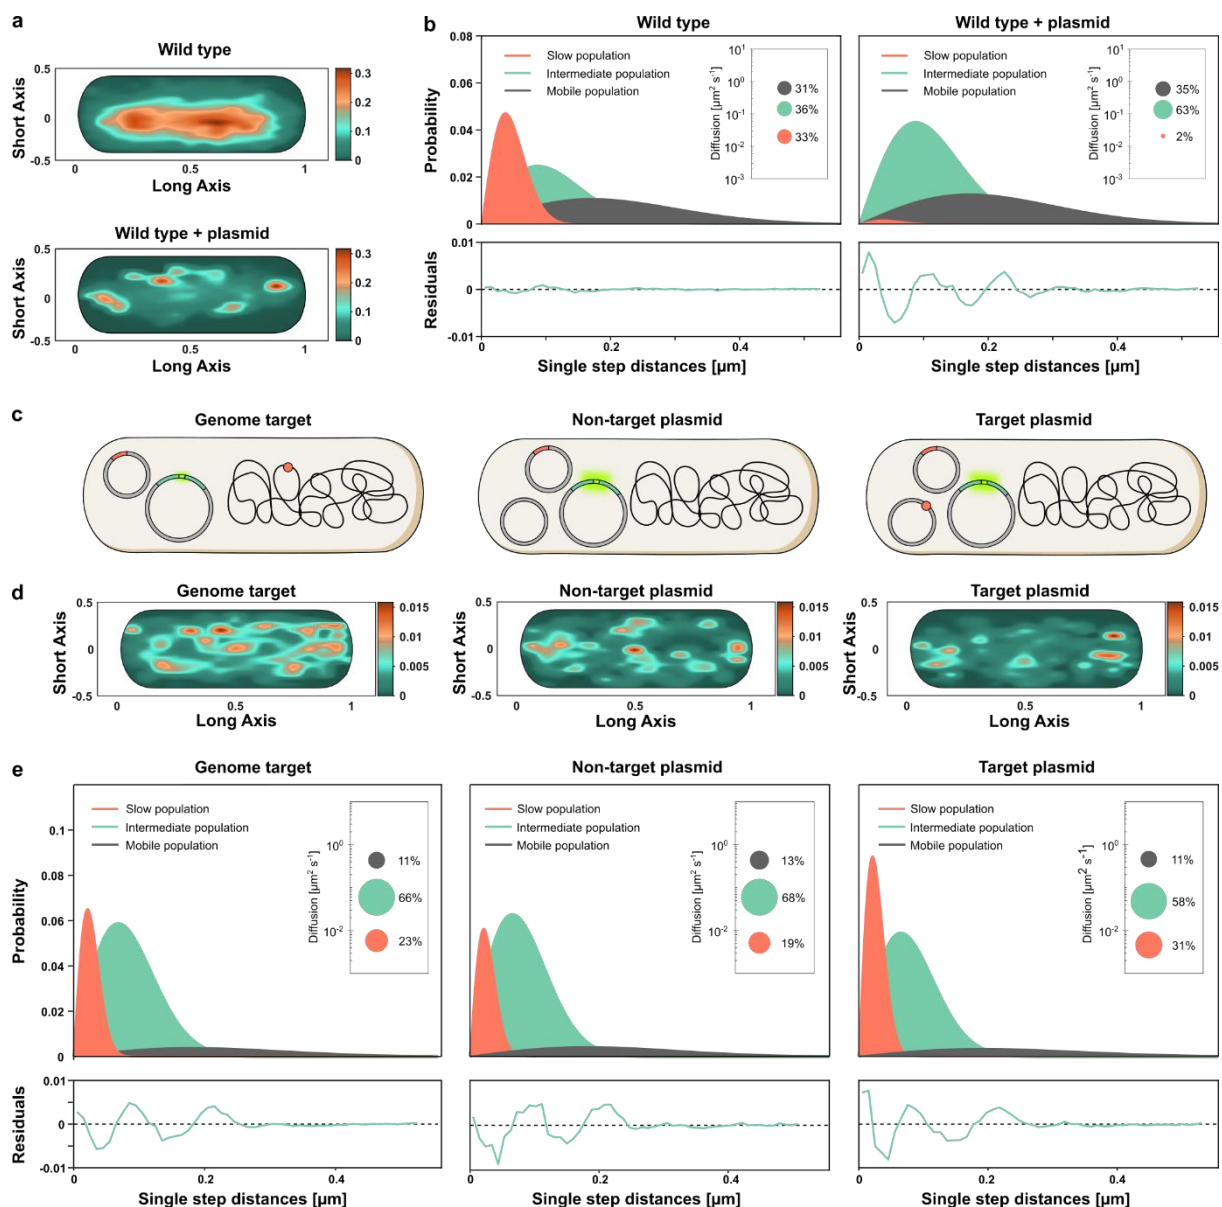 a
Wild type
0.5
0
-0.5
Short Axis
0 0.5 1
Long Axis
0.3
0.2
0.1
0
Wild type + plasmid
0.5
0
-0.5
Short Axis
0 0.5 1
Long Axis
0.3
0.2
0.1
0
b
Wild type
0.08
0.06
0.04
0.02
0
Probability
Slow population
Intermediate population
Mobile population
Diffusion [µm² s⁻¹]
10¹
10⁰
10⁻¹
10⁻²
10⁻³
31%
36%
33%
0.01
0
-0.01
Residuals
0 0.2 0.4
Single step distances [µm]
Wild type + plasmid
Slow population
Intermediate population
Mobile population
Diffusion [µm² s⁻¹]
10¹
10⁰
10⁻¹
10⁻²
10⁻³
35%
63%
2%
0 0.2 0.4
Single step distances [µm]
c
Genome target
Non-target plasmid
Target plasmid
d
Genome target
0.5
0
-0.5
Short Axis
0 0.5 1
Long Axis
0.015
0.01
0.005
0
Non-target plasmid
0.5
0
-0.5
Short Axis
0 0.5 1
Long Axis
0.015
0.01
0.005
0
Target plasmid
0.5
0
-0.5
Short Axis
0 0.5 1
Long Axis
0.015
0.01
0.005
0
e
Genome target
0.1
0.08
0.06
0.04
0.02
0
Probability
Slow population
Intermediate population
Mobile population
Diffusion [µm² s⁻¹]
10⁰
10⁻²
11%
66%
23%
0.01
0
-0.01
Residuals
0 0.2 0.4
Single step distances [µm]
Non-target plasmid
Slow population
Intermediate population
Mobile population
Diffusion [µm² s⁻¹]
10⁰
10⁻²
13%
68%
19%
0 0.2 0.4
Single step distances [µm]
Target plasmid
Slow population
Intermediate population
Mobile population
Diffusion [µm² s⁻¹]
10⁰
10⁻²
11%
58%
31%
0 0.2 0.4
Single step distances [µm]